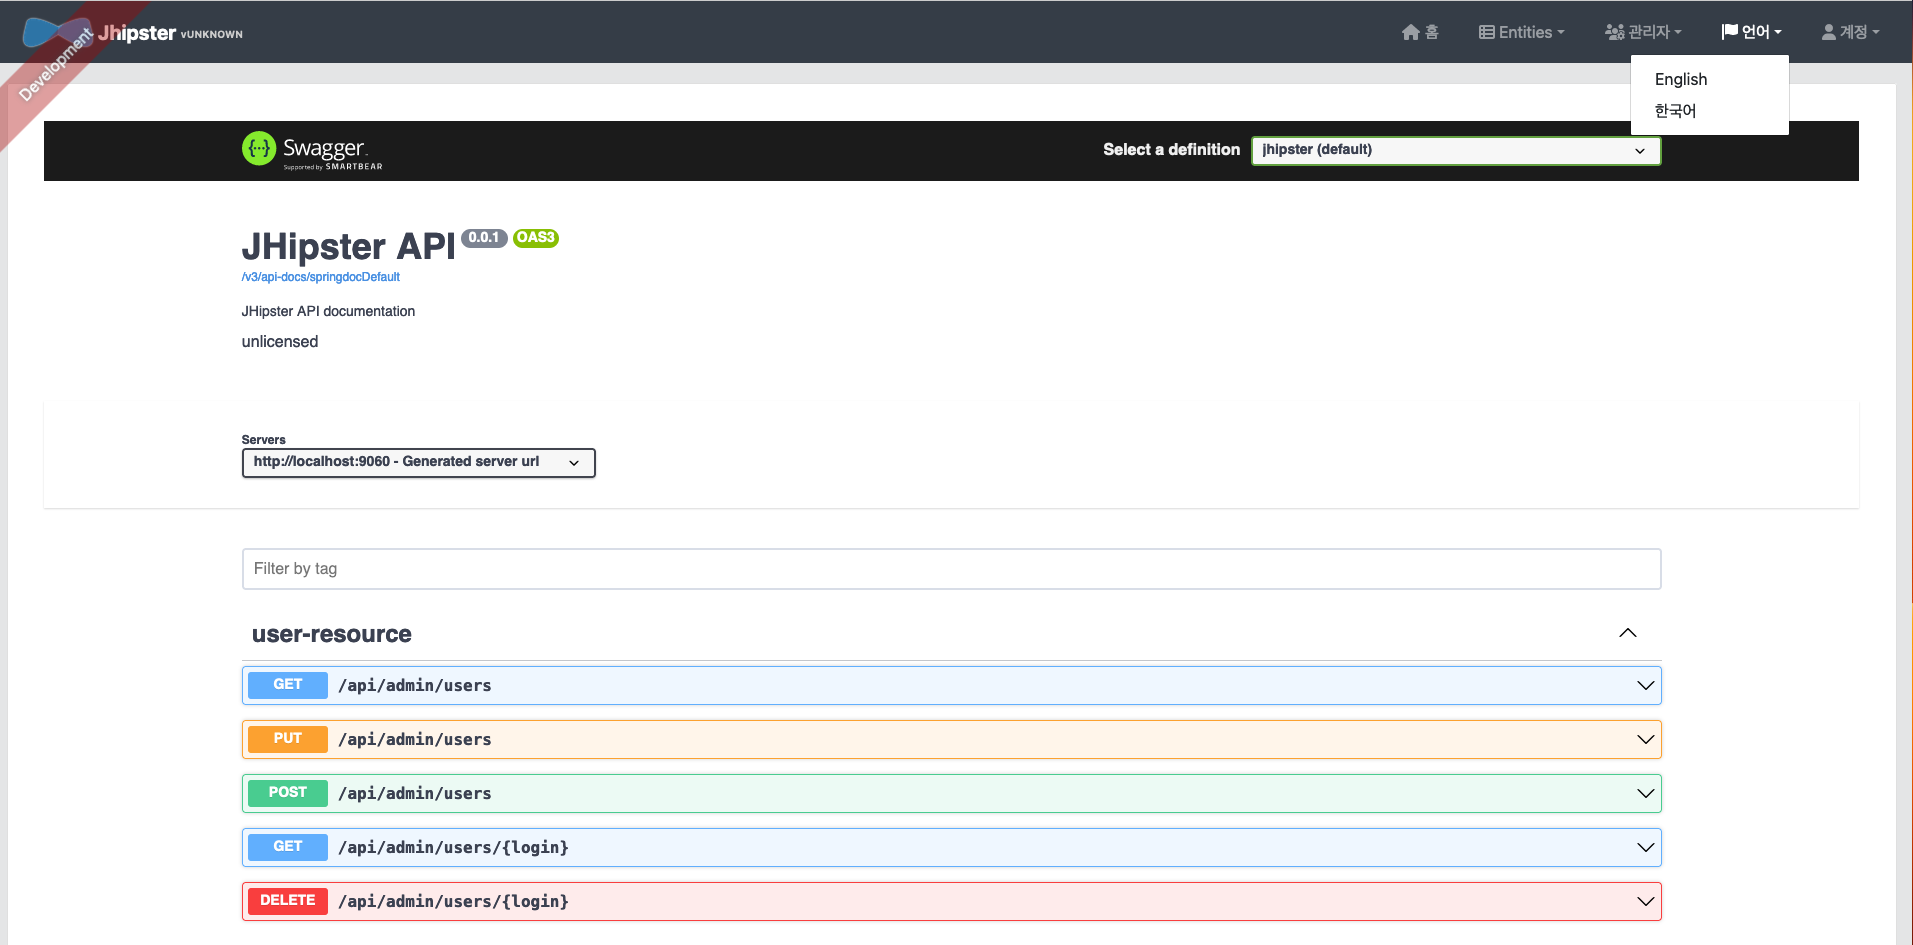 Development
Jhipster vUNKNOWN
홈
Entities
관리자
언어
계정
English
한국어
Swagger.
Supported by SMARTBEAR
Select a definition
jhipster (default)
JHipster API 0.0.1 OAS3
/v3/api-docs/springdocDefault
JHipster API documentation
unlicensed
Servers
http://localhost:9060 - Generated server url
Filter by tag
user-resource
GET /api/admin/users
PUT /api/admin/users
POST /api/admin/users
GET /api/admin/users/{login}
DELETE /api/admin/users/{login}